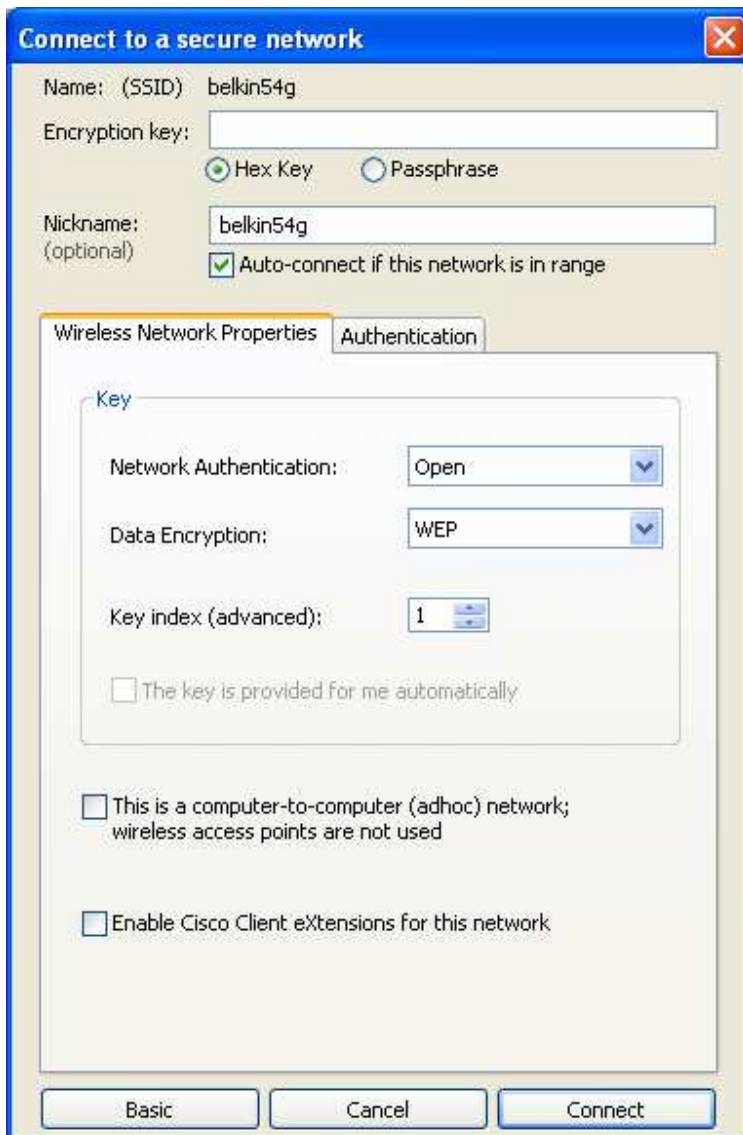 Connect to a secure network
Name: (SSID) belkin54g
Encryption key:
Hex Key Passphrase
Nickname: belkin54g
(optional)
Auto-connect if this network is in range
Wireless Network Properties Authentication
Key
Network Authentication: Open
Data Encryption: WEP
Key index (advanced): 1
The key is provided for me automatically
This is a computer-to-computer (adhoc) network;
wireless access points are not used
Enable Cisco Client eXtensions for this network
Basic Cancel Connect